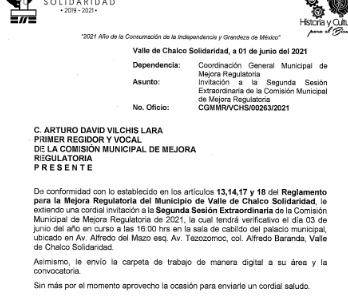 SOLIDARIDAD
• 2019 - 2021 •
Historia y Cultura
para el Bien
"2021 Año de la Consumación de la Independencia y Grandeza de México"
Valle de Chalco Solidaridad, a 01 de junio del 2021
Dependencia: Coordinación General Municipal de
Mejora Regulatoria
Asunto: Invitación a la Segunda Sesión
Extraordinaria de la Comisión Municipal
de Mejora Regulatoria
No. Oficio: CGMMR/VCHS/00263/2021
C. ARTURO DAVID VILCHIS LARA
PRIMER REGIDOR Y VOCAL
DE LA COMISIÓN MUNICIPAL DE MEJORA
REGULATORIA
P R E S E N T E
De conformidad con lo establecido en los artículos 13,14,17 y 18 del Reglamento
para la Mejora Regulatoria del Municipio de Valle de Chalco Solidaridad, le
extiendo una cordial invitación a la Segunda Sesión Extraordinaria de la Comisión
Municipal de Mejora Regulatoria de 2021, la cual tendrá verificativo el día 03 de
junio del año en curso a las 16:00 hrs en la sala de cabildo del palacio municipal,
ubicado en Av. Alfredo del Mazo esq. Av. Tezozomoc, col. Alfredo Baranda, Valle
de Chalco Solidaridad.
Asimismo, le envío la carpeta de trabajo de manera digital a su área y la
convocatoria.
Sin más por el momento aprovecho la ocasión para enviarle un cordial saludo.